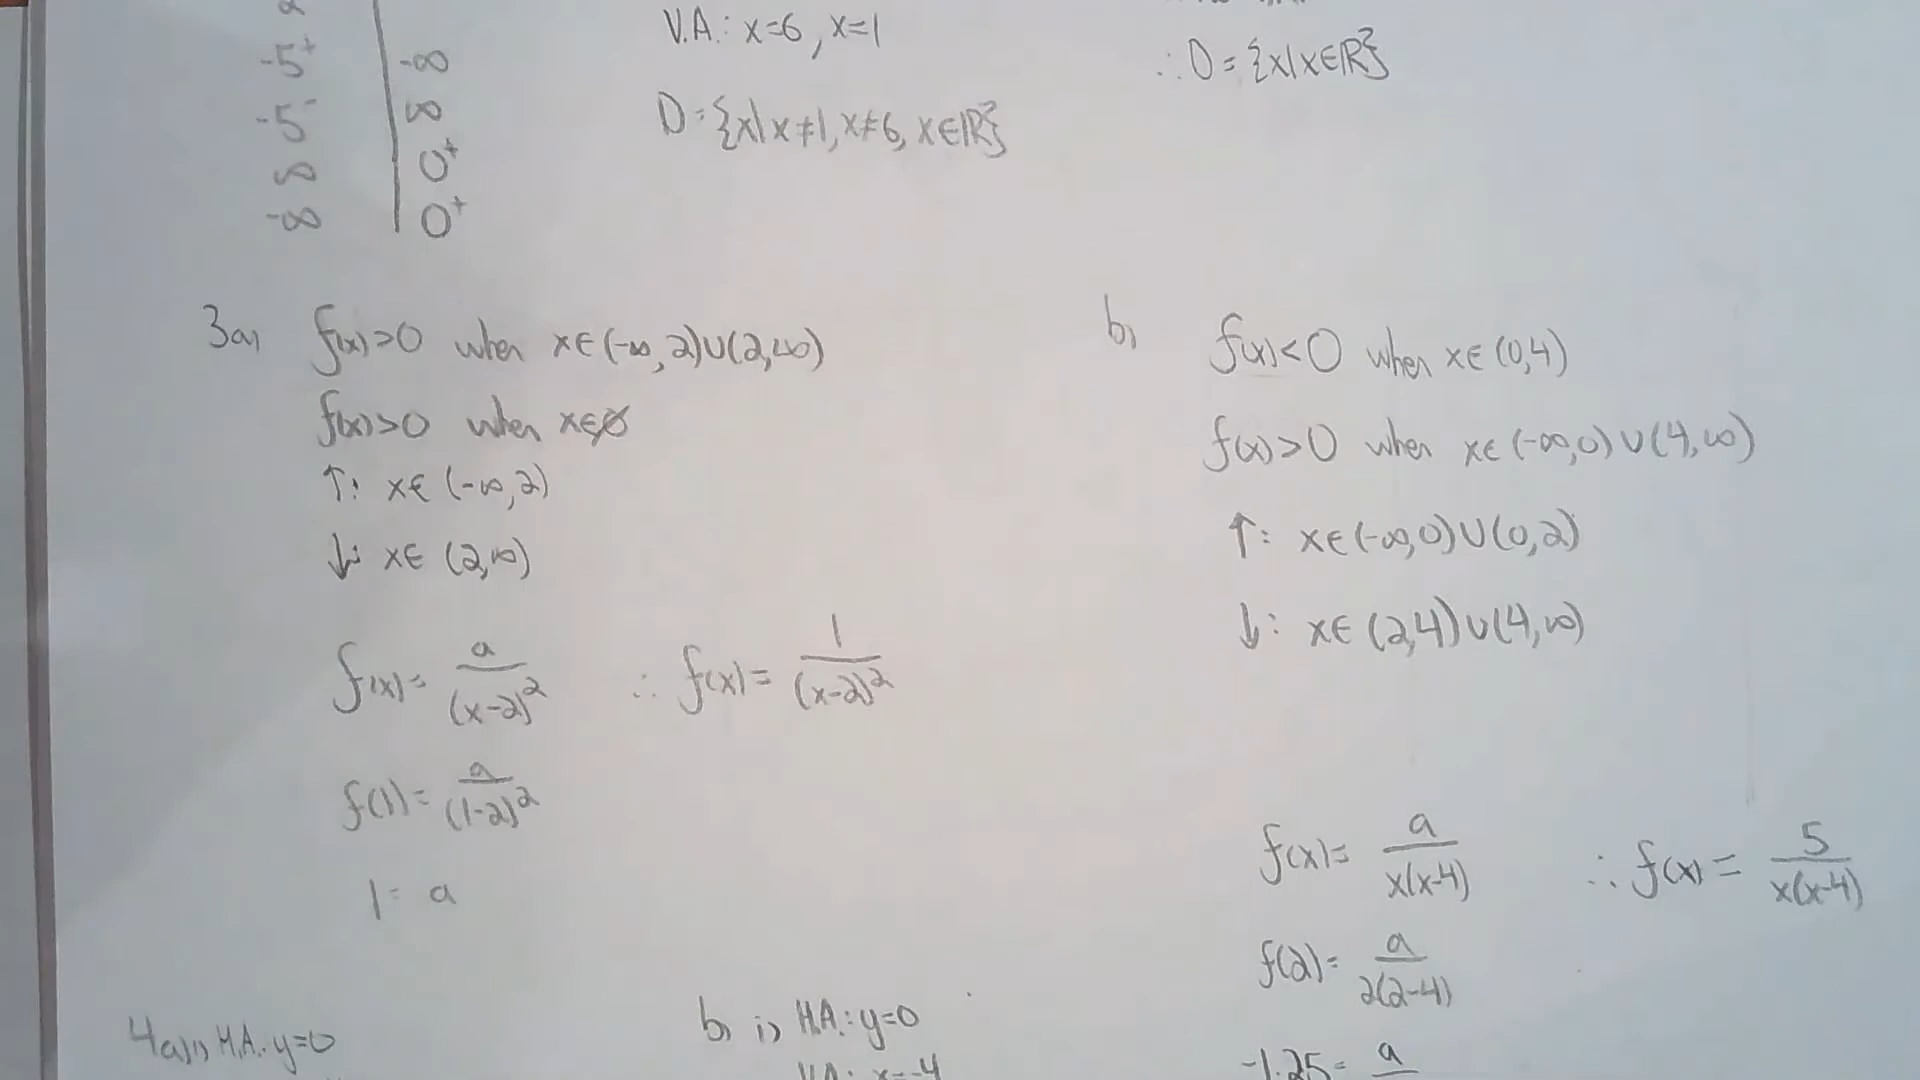 -5⁺ | -∞
-5⁻ | ∞
∞ | 0⁺
-∞ | 0⁺
V.A.: x=6, x=1
D={x|x≠1, x≠6, x∈ℝ}
∴ D={x|x∈ℝ}
3a) f(x)>0 when x∈(-∞,2)∪(2,∞)
f(x)>0 when x∈∅
↑: x∈(-∞,2)
↓: x∈(2,∞)
f(x)= a/(x-2)² ∴ f(x)= 1/(x-2)²
f(1)= a/(1-2)²
1=a
b) f(x)<0 when x∈(0,4)
f(x)>0 when x∈(-∞,0)∪(4,∞)
↑: x∈(-∞,0)∪(0,2)
↓: x∈(2,4)∪(4,∞)
f(x)= a/x(x-4) ∴ f(x)= 5/x(x-4)
f(2)= a/2(2-4)
-1.25= a
4a)i) H.A.: y=0
b) i) H.A.: y=0
V.A.: x=-4